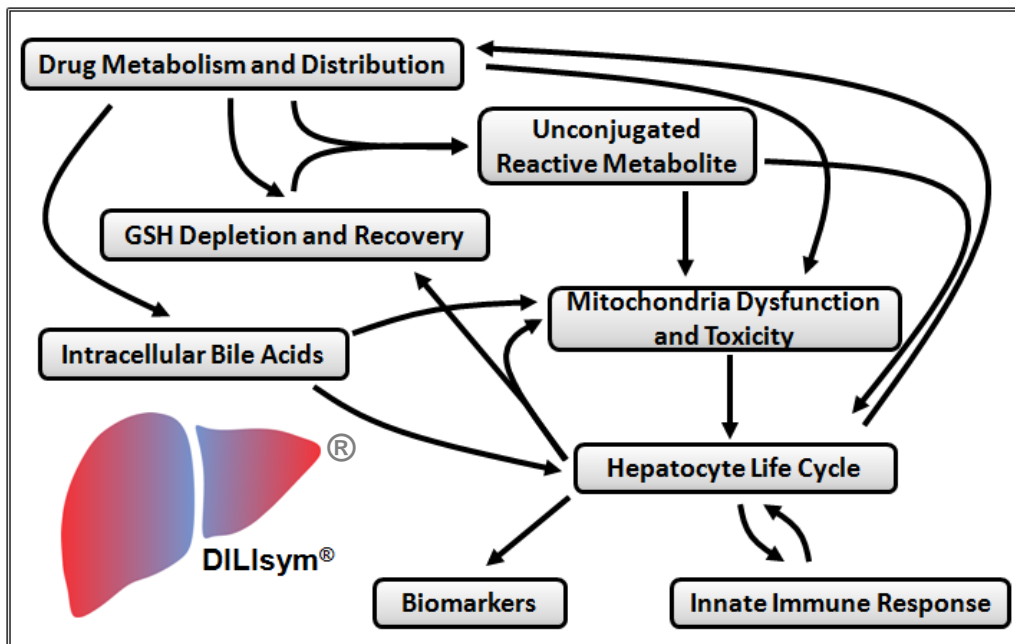 Drug Metabolism and Distribution
Unconjugated
Reactive Metabolite
GSH Depletion and Recovery
Mitochondria Dysfunction
and Toxicity
Intracellular Bile Acids
®
Hepatocyte Life Cycle
DILIsym®
Biomarkers
Innate Immune Response